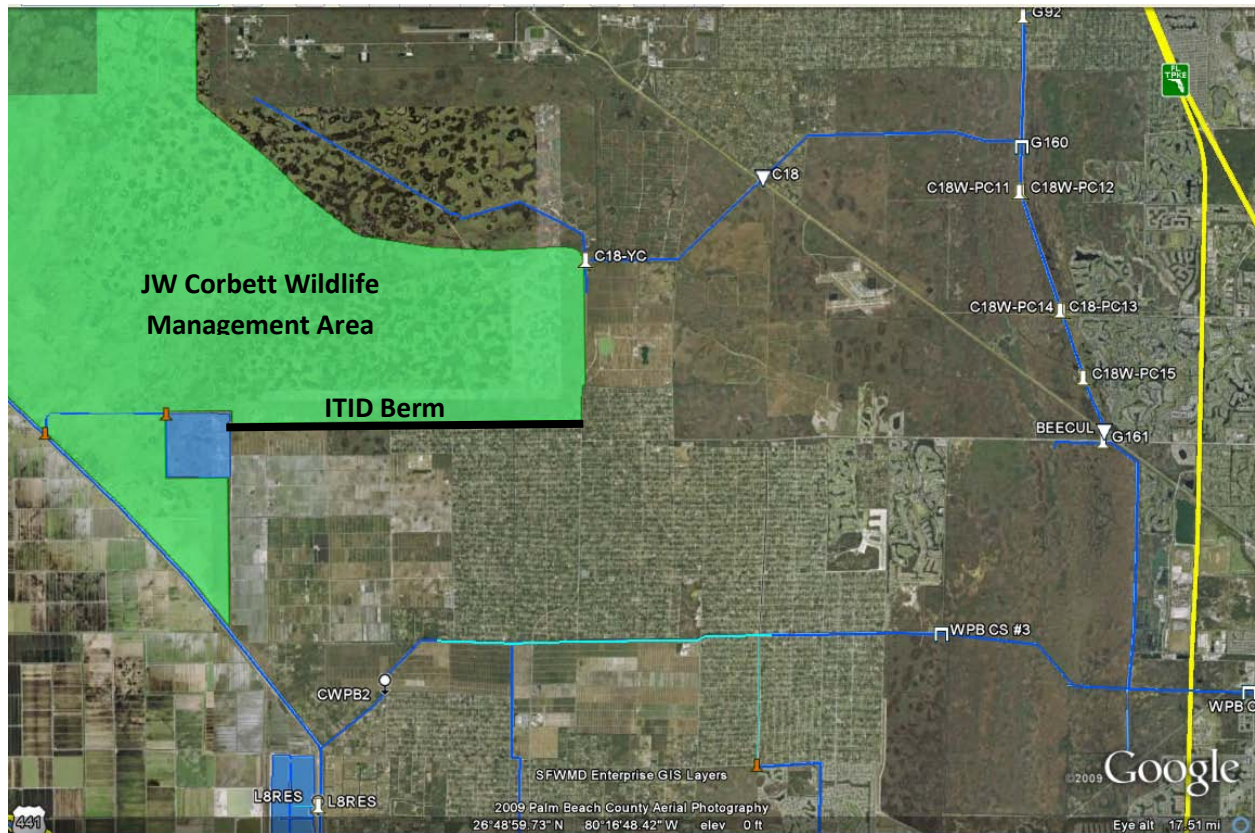 G92
FL
TPKE
G160
C18
C18W-PC11
C18W-PC12
C18-YC
JW Corbett Wildlife
Management Area
C18W-PC14
C18-PC13
C18W-PC15
ITID Berm
BEECUL
G161
WPB CS #3
CWPB2
WPB C
SFWMD Enterprise GIS Layers
©2009 Google
L8RES
L8RES
2009 Palm Beach County Aerial Photography
441
26°48'59.73" N 80°16'48.42" W elev 0 ft
Eye alt 17.51 mi